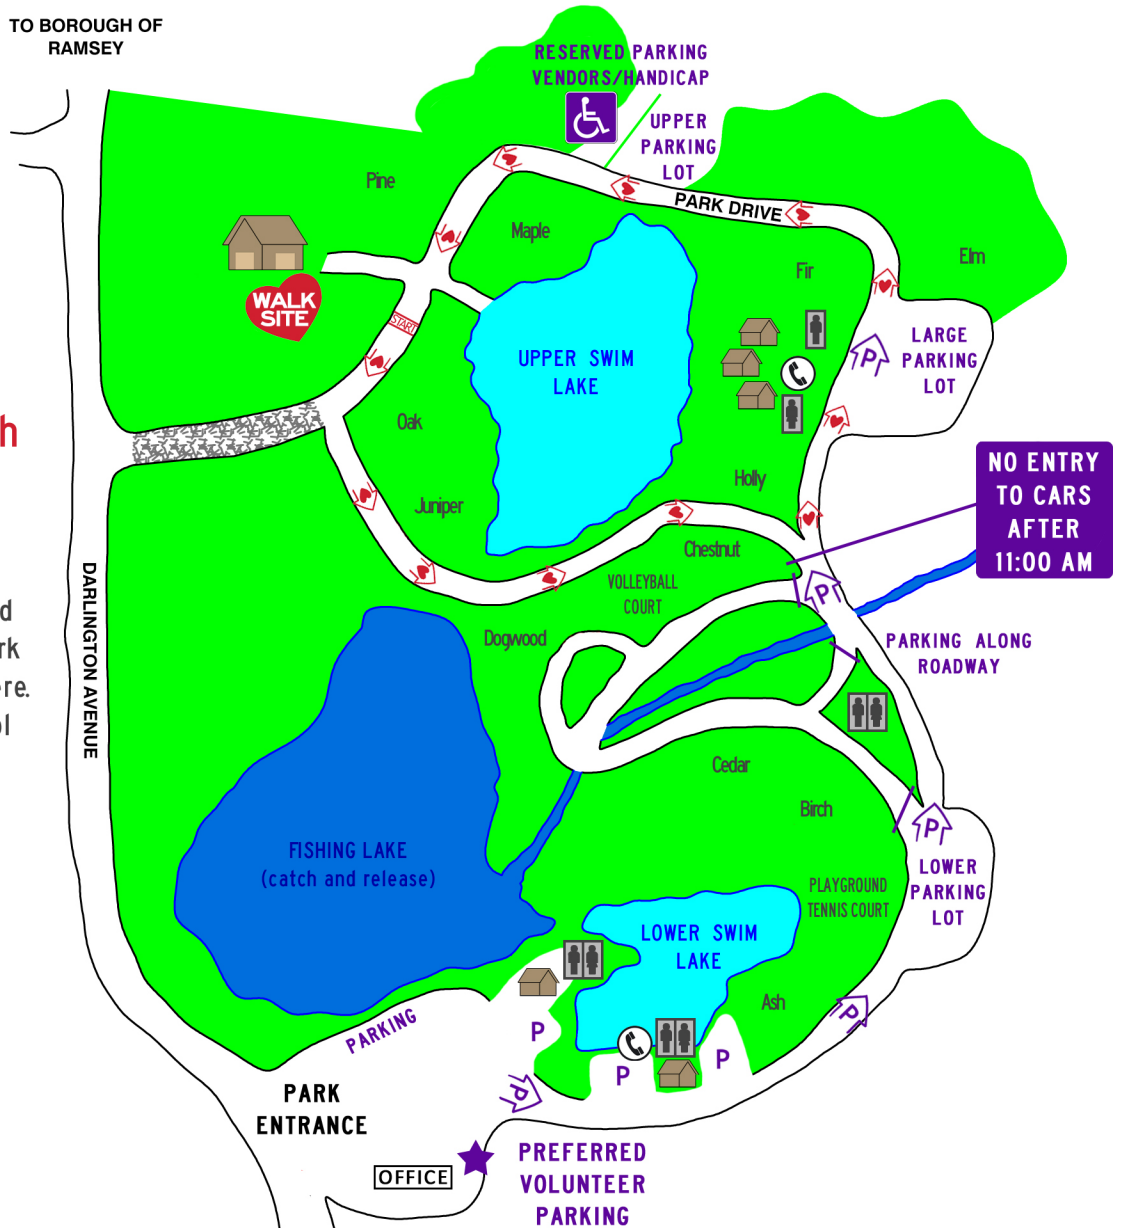 TO BOROUGH OF
RAMSEY
RESERVED PARKING
VENDORS/HANDICAP
UPPER
PARKING
LOT
Pine
PARK DRIVE
Maple
Elm
Fir
WALK
SITE
START
LARGE
PARKING
LOT
P
UPPER SWIM
LAKE
Oak
h
Holly
Juniper
NO ENTRY
TO CARS
AFTER
11:00 AM
Chestnut
VOLLEYBALL
COURT
P
DARLINGTON AVENUE
d
rk
re.
ol
Dogwood
PARKING ALONG
ROADWAY
Cedar
Birch
P
FISHING LAKE
(catch and release)
LOWER
PARKING
LOT
PLAYGROUND
TENNIS COURT
LOWER SWIM
LAKE
Ash
P
PARKING
P
P
P
P
PARK
ENTRANCE
OFFICE
PREFERRED
VOLUNTEER
PARKING